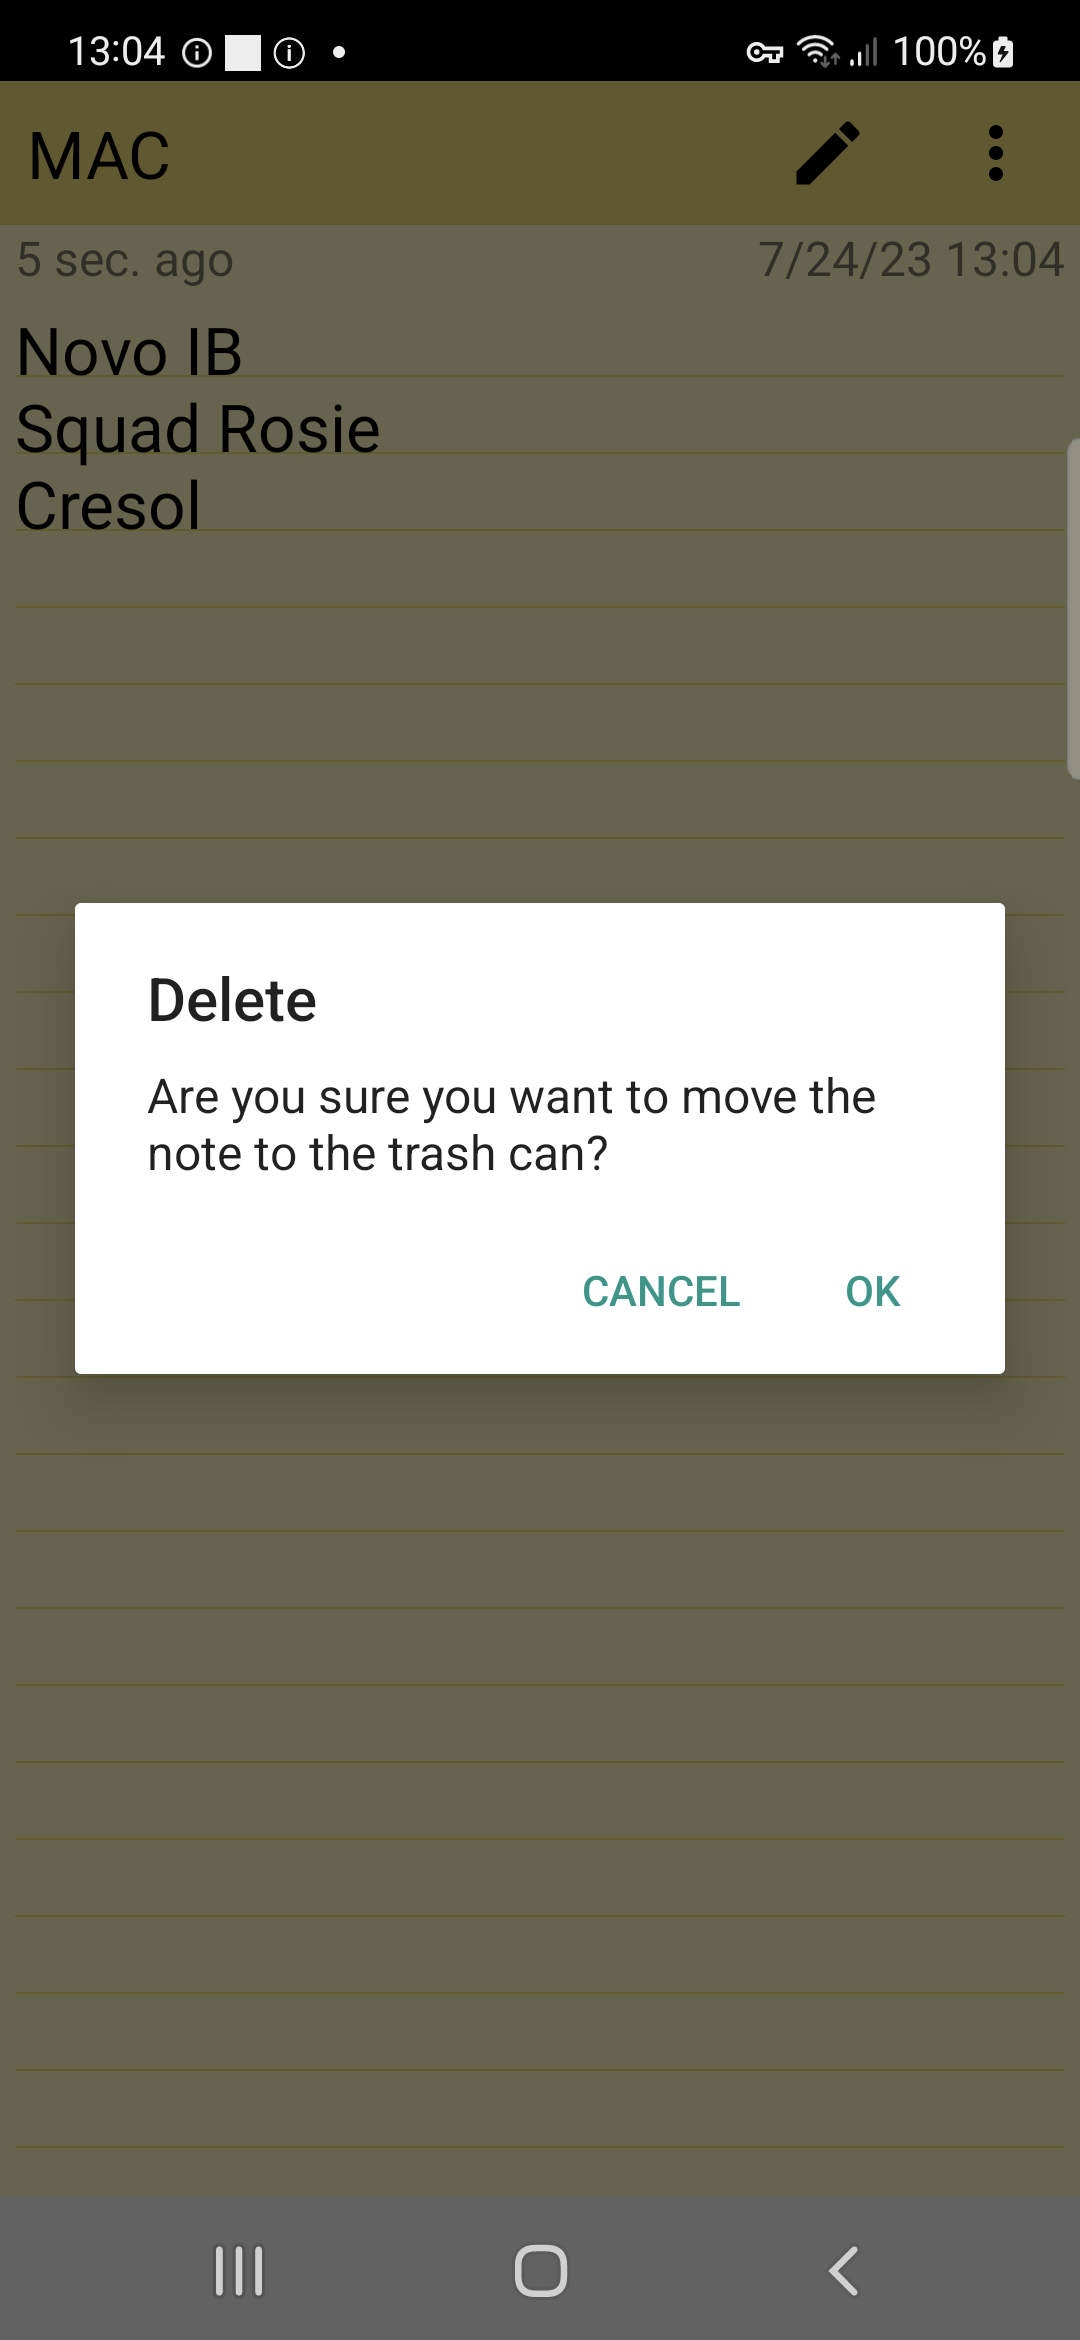 13:04
100%
MAC
5 sec. ago 7/24/23 13:04
Novo IB
Squad Rosie
Cresol
Delete
Are you sure you want to move the
note to the trash can?
CANCEL OK